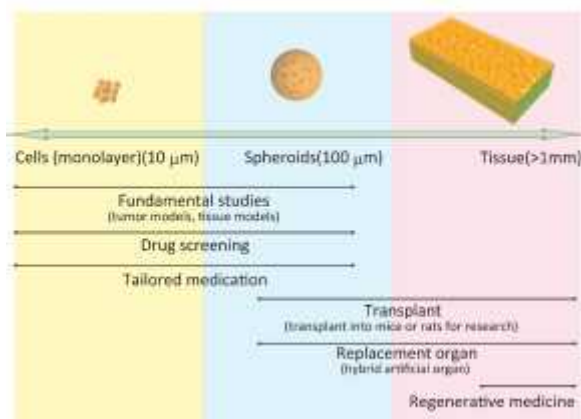 Cells (monolayer)(10 μm) Spheroids(100 μm) Tissue(>1mm)
Fundamental studies
(tumor models, tissue models)
Drug screening
Tailored medication
Transplant
(transplant into mice or rats for research)
Replacement organ
(hybrid artificial organ)
Regenerative medicine